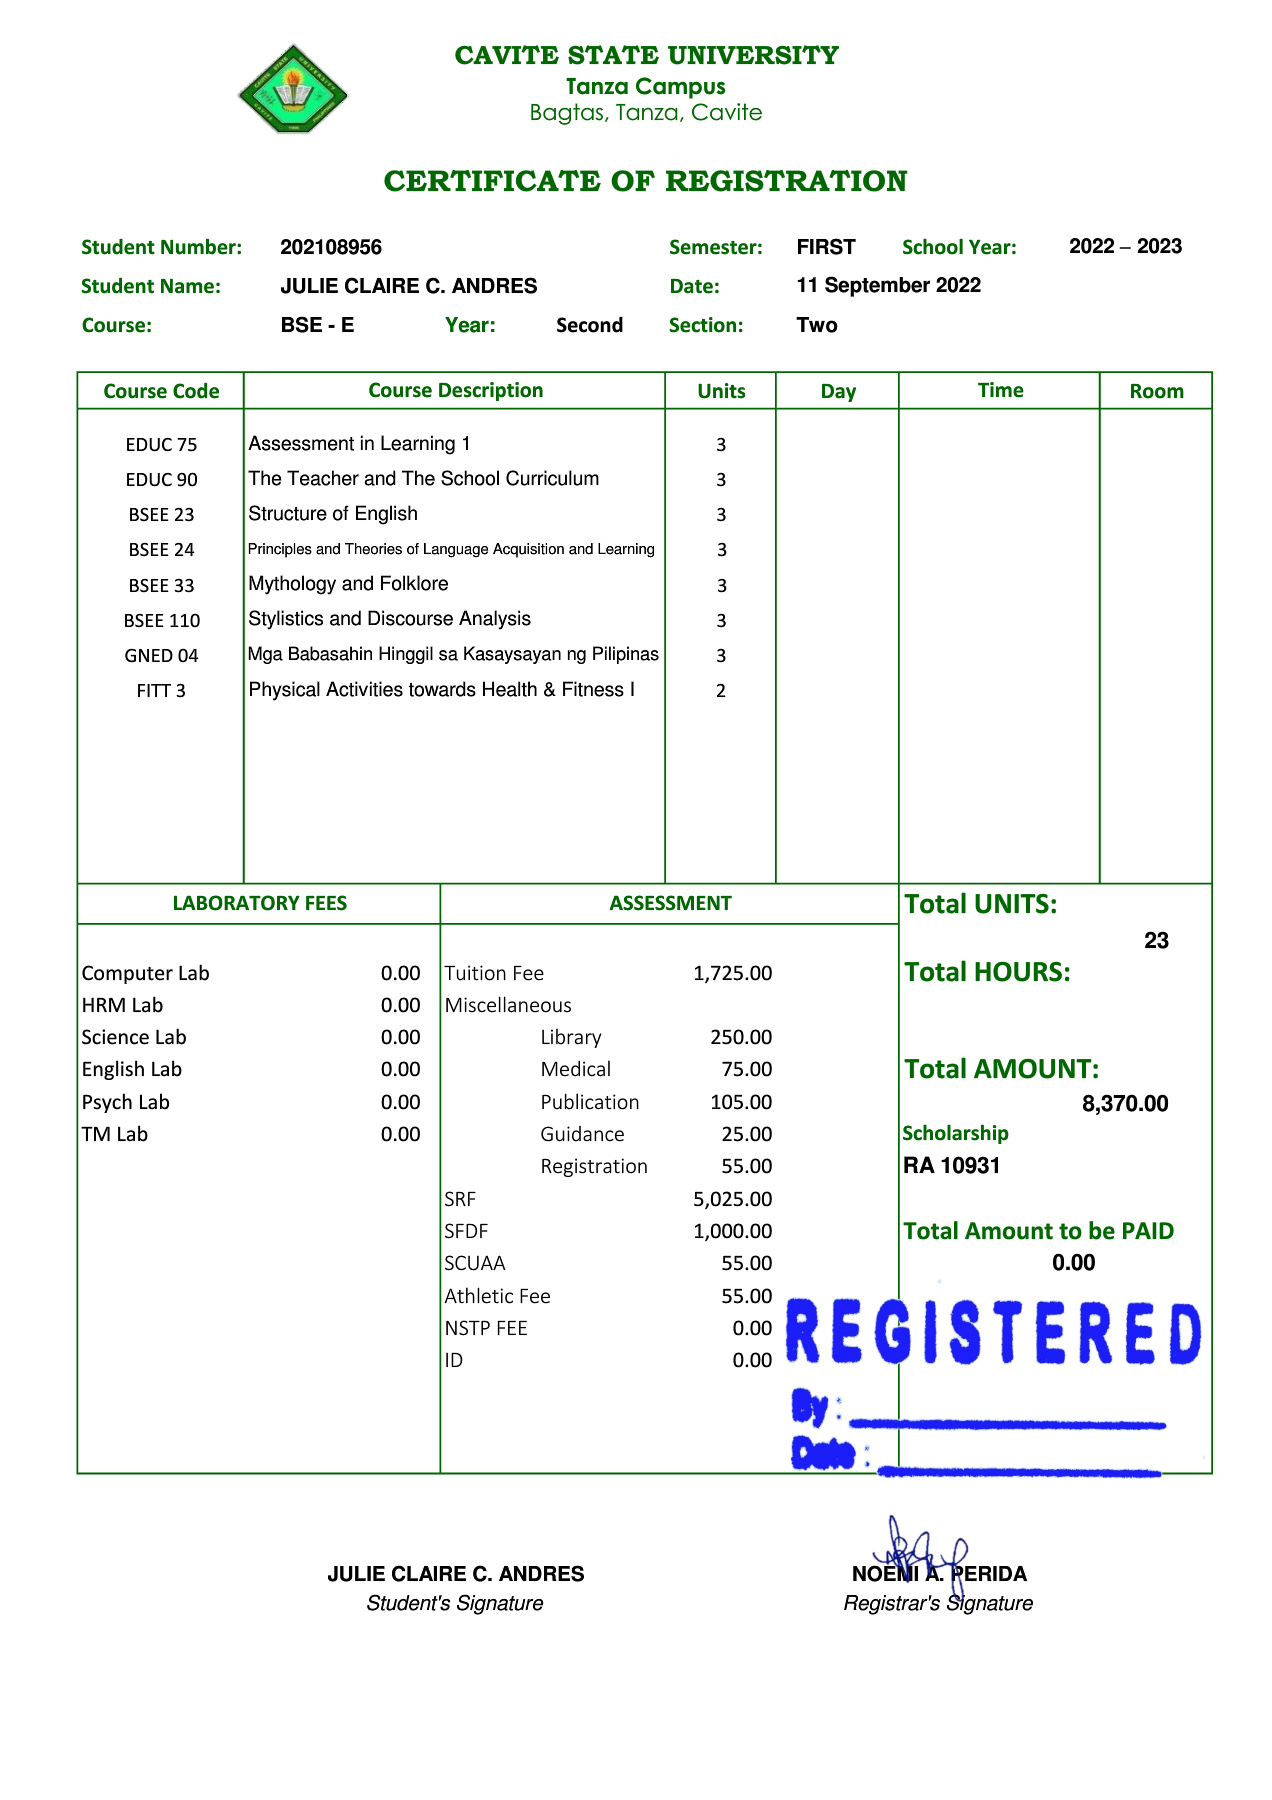 CAVITE STATE UNIVERSITY
Tanza Campus
Bagtas, Tanza, Cavite
CERTIFICATE OF REGISTRATION
Student Number: 202108956 Semester: FIRST School Year: 2022 – 2023
Student Name: JULIE CLAIRE C. ANDRES Date: 11 September 2022
Course: BSE - E Year: Second Section: Two
Course Code Course Description Units Day Time Room
EDUC 75 Assessment in Learning 1 3
EDUC 90 The Teacher and The School Curriculum 3
BSEE 23 Structure of English 3
BSEE 24 Principles and Theories of Language Acquisition and Learning 3
BSEE 33 Mythology and Folklore 3
BSEE 110 Stylistics and Discourse Analysis 3
GNED 04 Mga Babasahin Hinggil sa Kasaysayan ng Pilipinas 3
FITT 3 Physical Activities towards Health & Fitness I 2
LABORATORY FEES ASSESSMENT Total UNITS:
23
Computer Lab 0.00 Tuition Fee 1,725.00 Total HOURS:
HRM Lab 0.00 Miscellaneous
Science Lab 0.00 Library 250.00
English Lab 0.00 Medical 75.00 Total AMOUNT:
Psych Lab 0.00 Publication 105.00 8,370.00
TM Lab 0.00 Guidance 25.00 Scholarship
Registration 55.00 RA 10931
SRF 5,025.00
SFDF 1,000.00 Total Amount to be PAID
SCUAA 55.00 0.00
Athletic Fee 55.00
NSTP FEE 0.00 REGISTERED
ID 0.00
By :
Date :
JULIE CLAIRE C. ANDRES NOEMI A. PERIDA
Student's Signature Registrar's Signature